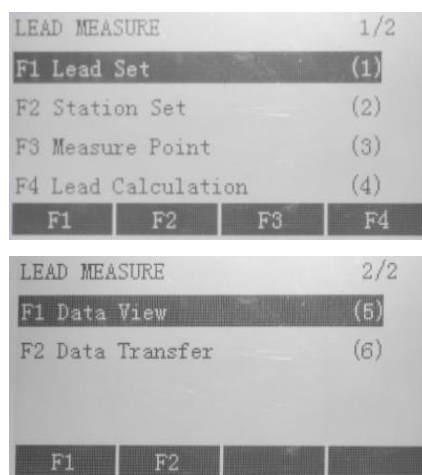 LEAD MEASURE 1/2
F1 Lead Set (1)
F2 Station Set (2)
F3 Measure Point (3)
F4 Lead Calculation (4)
F1 F2 F3 F4
LEAD MEASURE 2/2
F1 Data View (5)
F2 Data Transfer (6)
F1 F2